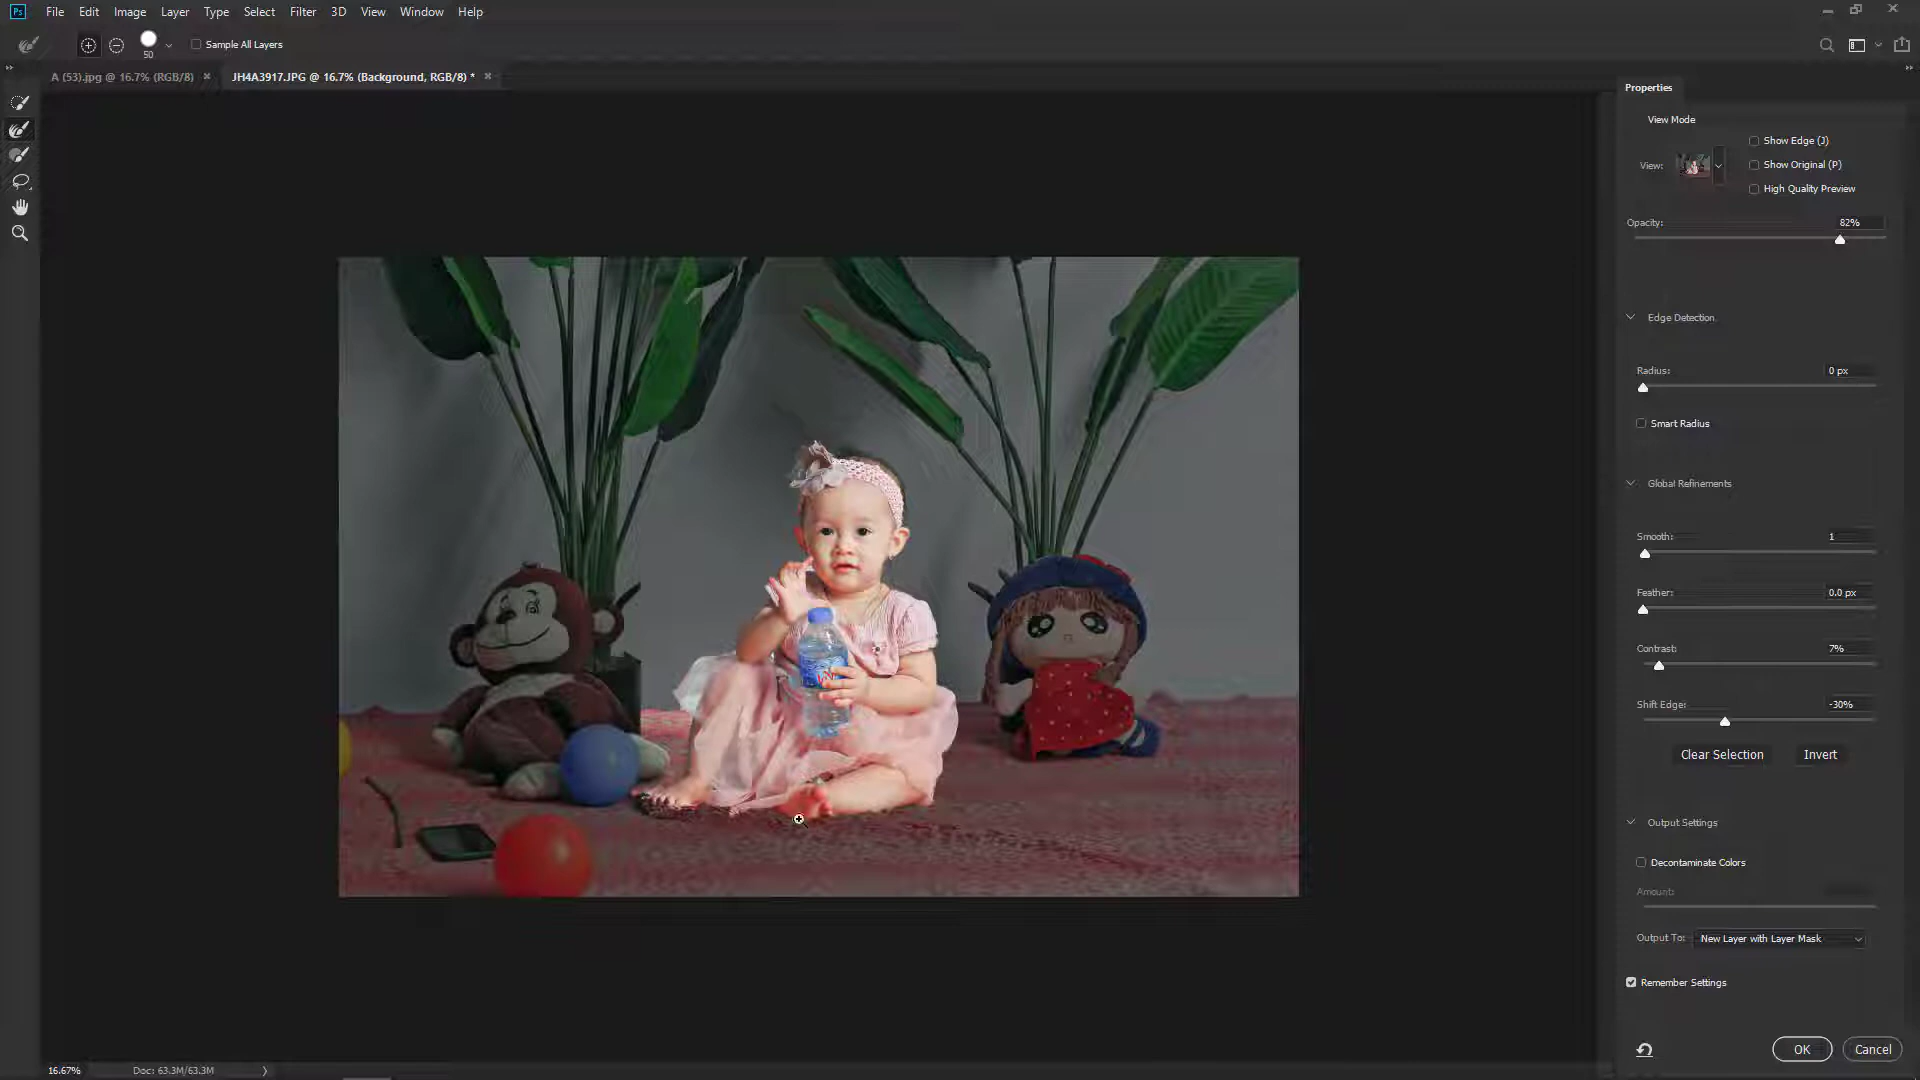 Ps File Edit Image Layer Type Select Filter 3D View Window Help
50 Sample All Layers
A (53).jpg @ 16.7% (RGB/8) JH4A3917.JPG @ 16.7% (Background, RGB/8) *
Properties
View Mode
Show Edge (J)
View:
Show Original (P)
High Quality Preview
Opacity: 82%
Edge Detection
Radius: 0 px
Smart Radius
Global Refinements
Smooth: 1
Feather: 0.0 px
Contrast: 7%
Shift Edge: -30%
Clear Selection Invert
Output Settings
Decontaminate Colors
Amount:
Output To: New Layer with Layer Mask
Remember Settings
OK Cancel
16.67% Doc: 63.3M/63.3M